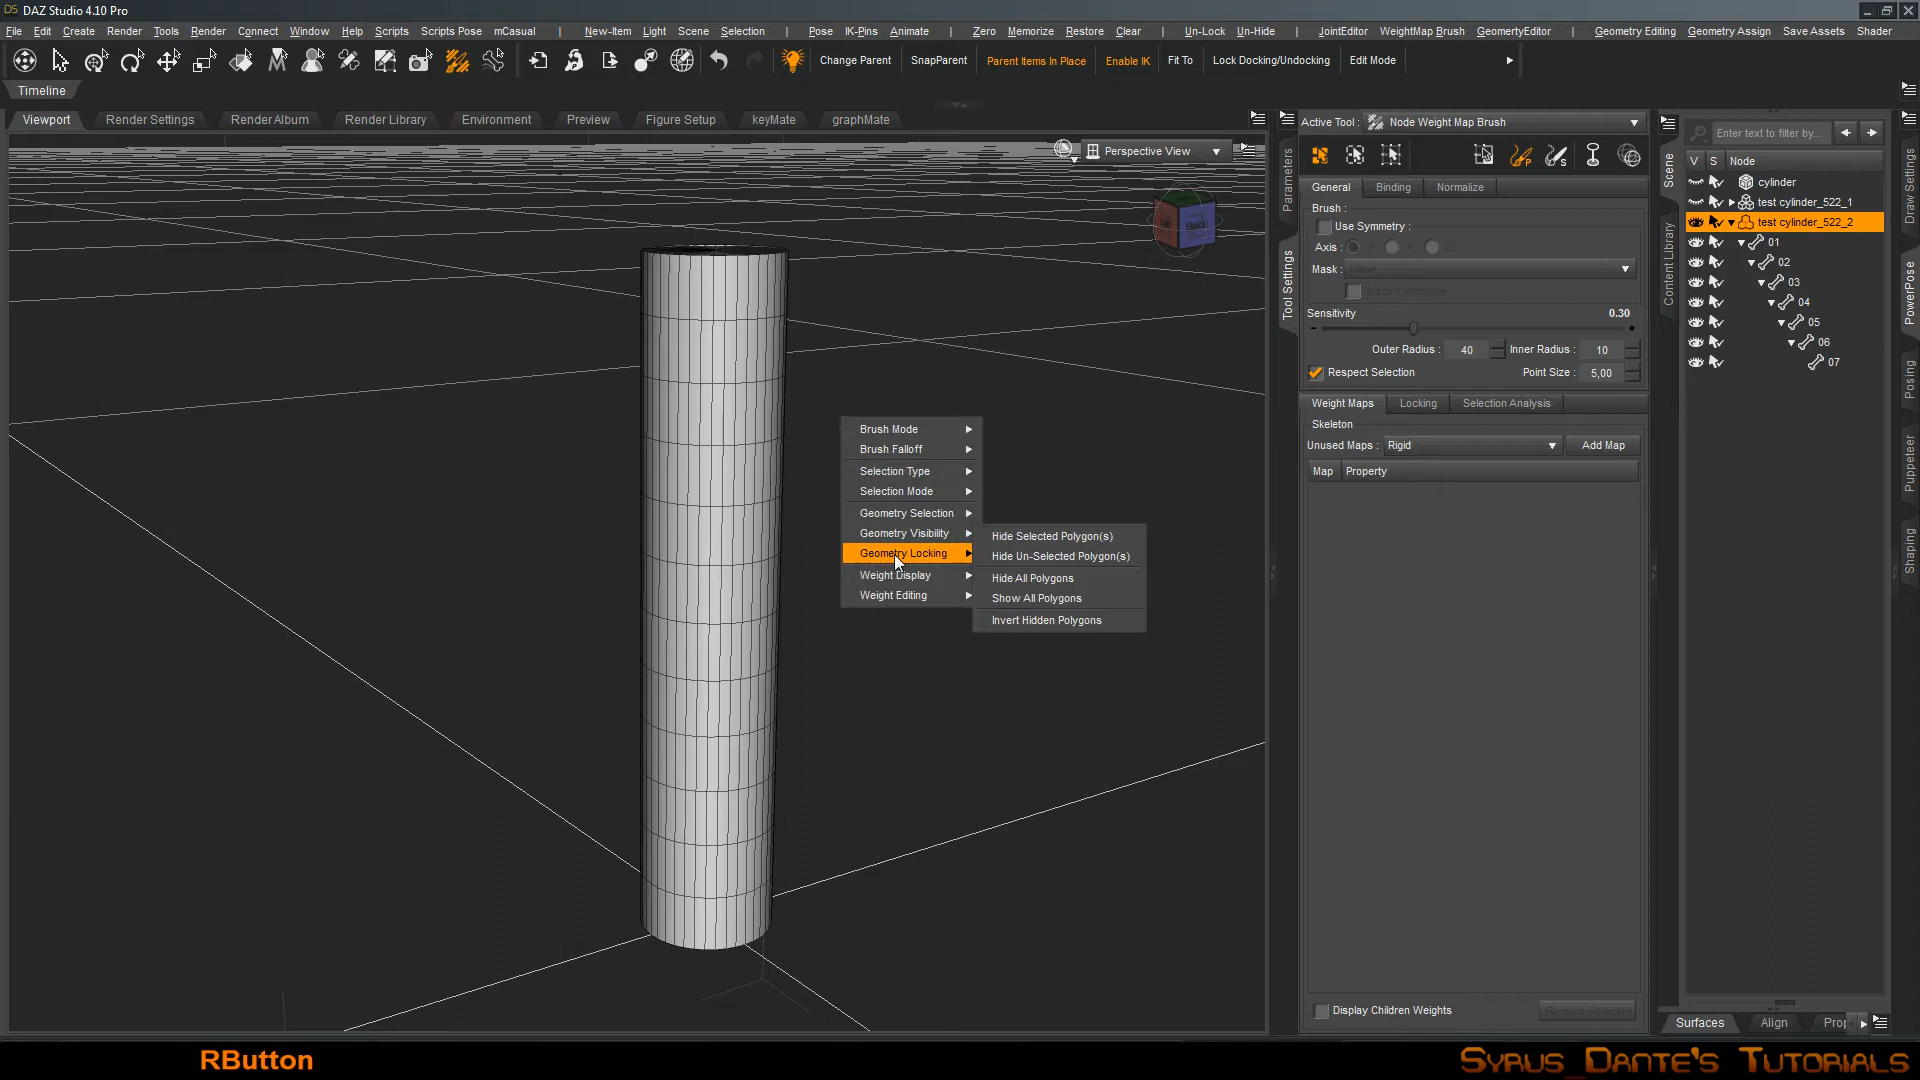 DS DAZ Studio 4.10 Pro
File Edit Create Render Tools Render Connect Window Help Scripts Scripts Pose mCasual | New-Item Light Scene Selection | Pose IK-Pins Animate | Zero Memorize Restore Clear | Un-Lock Un-Hide | JointEditor WeightMap Brush GeomertyEditor | Geometry Editing Geometry Assign Save Assets Shader
Change Parent SnapParent Parent Items In Place Enable IK Fit To Lock Docking/Undocking Edit Mode
Timeline
Viewport Render Settings Render Album Render Library Environment Preview Figure Setup keyMate graphMate
Perspective View
Back
Brush Mode
Brush Falloff
Selection Type
Selection Mode
Geometry Selection
Geometry Visibility
Geometry Locking
Weight Display
Weight Editing
Hide Selected Polygon(s)
Hide Un-Selected Polygon(s)
Hide All Polygons
Show All Polygons
Invert Hidden Polygons
Parameters
Tool Settings
Active Tool : Node Weight Map Brush
General Binding Normalize
Brush :
Use Symmetry :
Axis :
Mask :
Sensitivity 0.30
Outer Radius : 40 Inner Radius : 10
Respect Selection Point Size : 5,00
Weight Maps Locking Selection Analysis
Skeleton
Unused Maps : Rigid Add Map
Map Property
Display Children Weights
Scene
Content Library
Enter text to filter by...
V S Node
cylinder
test cylinder_522_1
test cylinder_522_2
01
02
03
04
05
06
07
Surfaces Align Prop
Draw Settings
PowerPose
Posing
Puppeteer
Shaping
RButton
Syrus_Dante's Tutorials